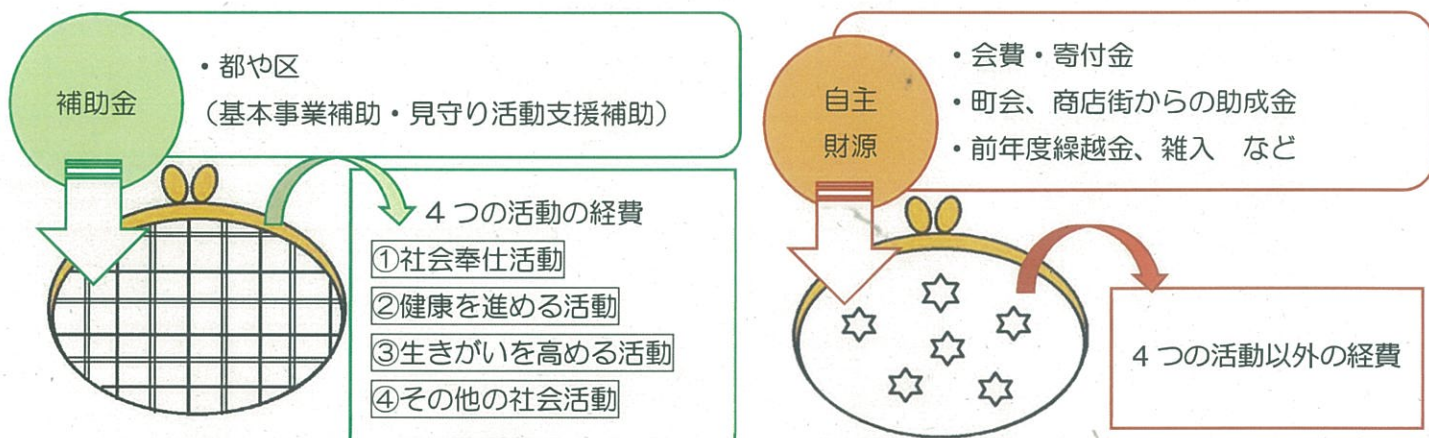 補助金
・都や区
（基本事業補助・見守り活動支援補助）
4つの活動の経費
①社会奉仕活動
②健康を進める活動
③生きがいを高める活動
④その他の社会活動
自主
財源
・会費・寄付金
・町会、商店街からの助成金
・前年度繰越金、雑入　など
4つの活動以外の経費